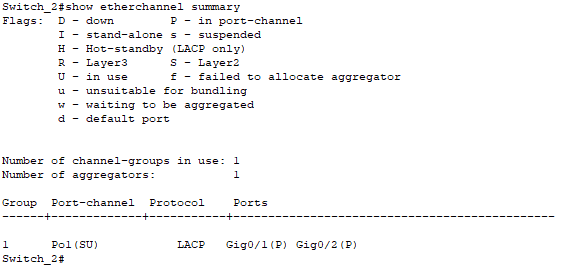 Switch_2#show etherchannel summary
Flags:  D - down        P - in port-channel
        I - stand-alone s - suspended
        H - Hot-standby (LACP only)
        R - Layer3      S - Layer2
        U - in use      f - failed to allocate aggregator
        u - unsuitable for bundling
        w - waiting to be aggregated
        d - default port
Number of channel-groups in use: 1
Number of aggregators:           1
Group  Port-channel  Protocol    Ports
------+-------------+-----------+----------------------------------------------
1      Po1(SU)           LACP   Gig0/1(P) Gig0/2(P)
Switch_2#